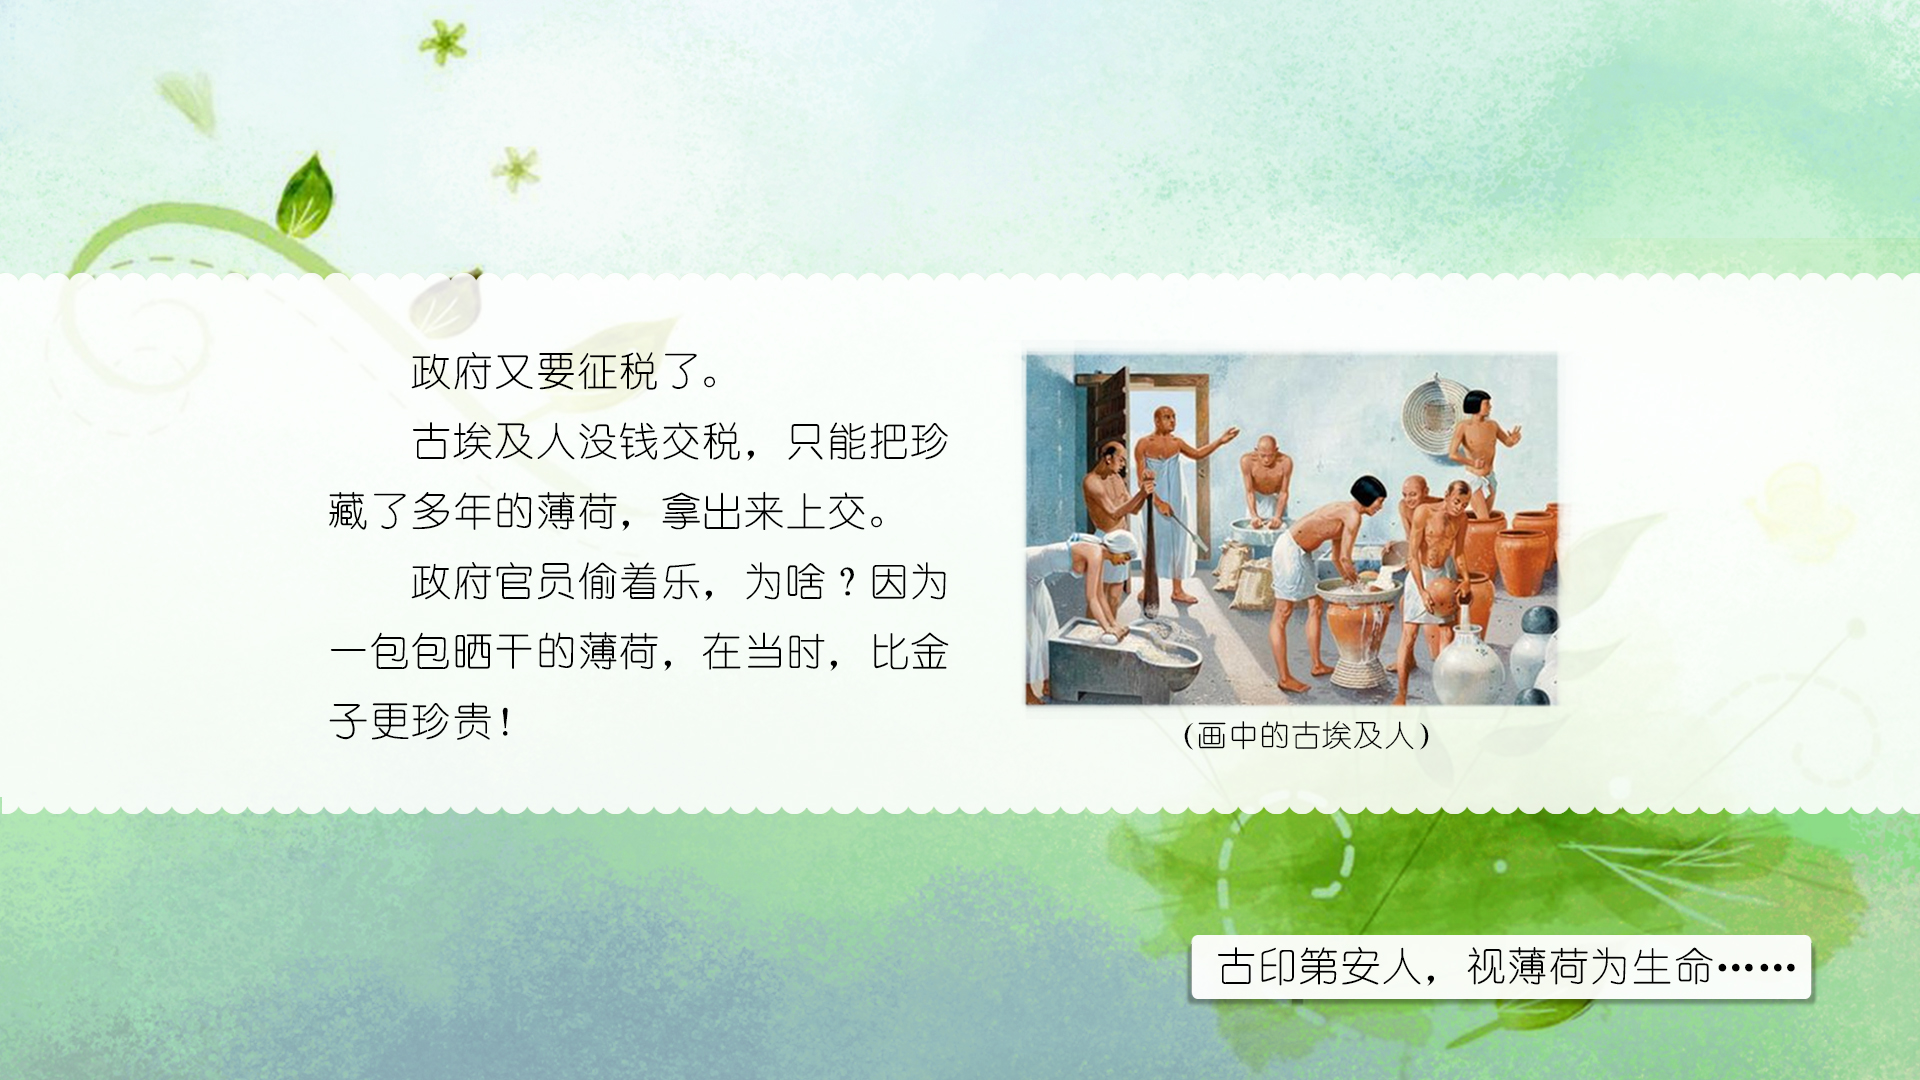 政府又要征税了。
古埃及人没钱交税，只能把珍
藏了多年的薄荷，拿出来上交。
政府官员偷着乐，为啥？因为
一包包晒干的薄荷，在当时，比金
子更珍贵！
(画中的古埃及人)
古印第安人，视薄荷为生命……